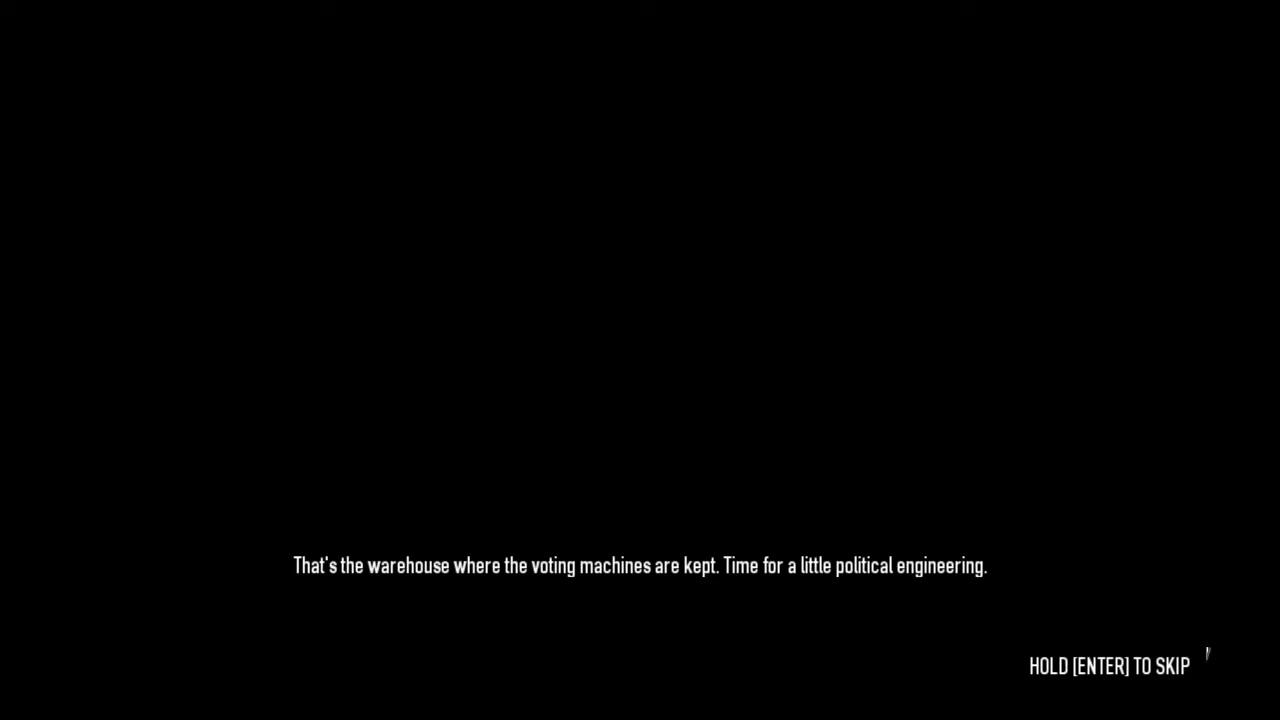 That's the warehouse where the voting machines are kept. Time for a little political engineering.
HOLD [ENTER] TO SKIP